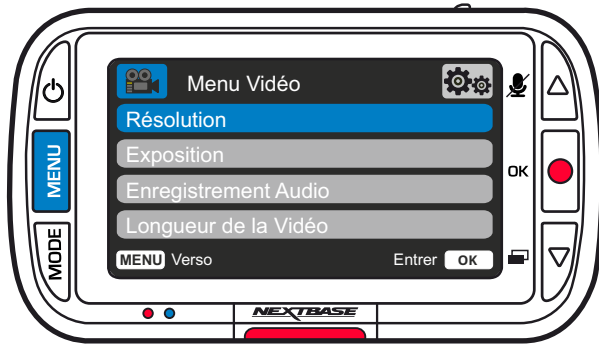 Menu Vidéo
Résolution
Exposition
Enregistrement Audio
Longueur de la Vidéo
MENU Verso Entrer OK
MENU
MODE
OK
NEXTBASE